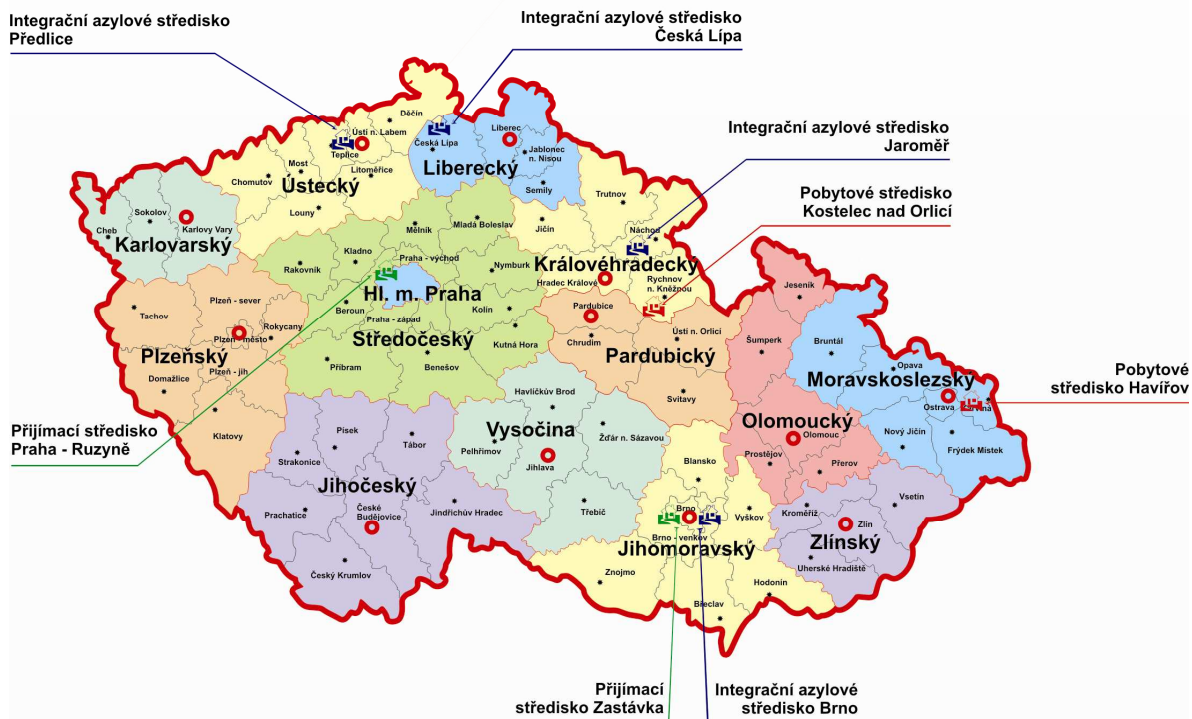 Integrační azylové středisko
Předlice
Integrační azylové středisko
Česká Lípa
Integrační azylové středisko
Jaroměř
Pobytové středisko
Kostelec nad Orlicí
Pobytové
středisko Havířov
Přijímací středisko
Praha - Ruzyně
Přijímací
středisko Zastávka
Integrační azylové
středisko Brno
Děčín
Ústí n. Labem
Teplice
Most
Litoměřice
Chomutov
Ústecký
Louny
Česká Lípa
Liberec
Jablonec
n. Nisou
Liberecký
Semily
Sokolov
Karlovy Vary
Cheb
Karlovarský
Trutnov
Jičín
Náchod
Královéhradecký
Hradec Králové
Rychnov
n. Kněžnou
Mělník
Mladá Boleslav
Kladno
Rakovník
Praha - východ
Nymburk
Hl. m. Praha
Beroun
Praha - západ
Kolín
Středočeský
Kutná Hora
Příbram
Benešov
Plzeň - sever
Tachov
Rokycany
Plzeň - město
Plzeňský
Plzeň - jih
Domažlice
Klatovy
Pardubice
Chrudim
Ústí n. Orlicí
Pardubický
Svitavy
Jeseník
Šumperk
Olomoucký
Olomouc
Prostějov
Přerov
Bruntál
Opava
Moravskoslezský
Ostrava
Nový Jičín
Frýdek Místek
Havlíčkův Brod
Vysočina
Žďár n. Sázavou
Pelhřimov
Jihlava
Třebíč
Písek
Tábor
Strakonice
Jihočeský
Prachatice
České
Budějovice
Jindřichův Hradec
Český Krumlov
Blansko
Brno
Vyškov
Brno - venkov
Jihomoravský
Znojmo
Hodonín
Břeclav
Vsetín
Kroměříž
Zlín
Zlínský
Uherské Hradiště